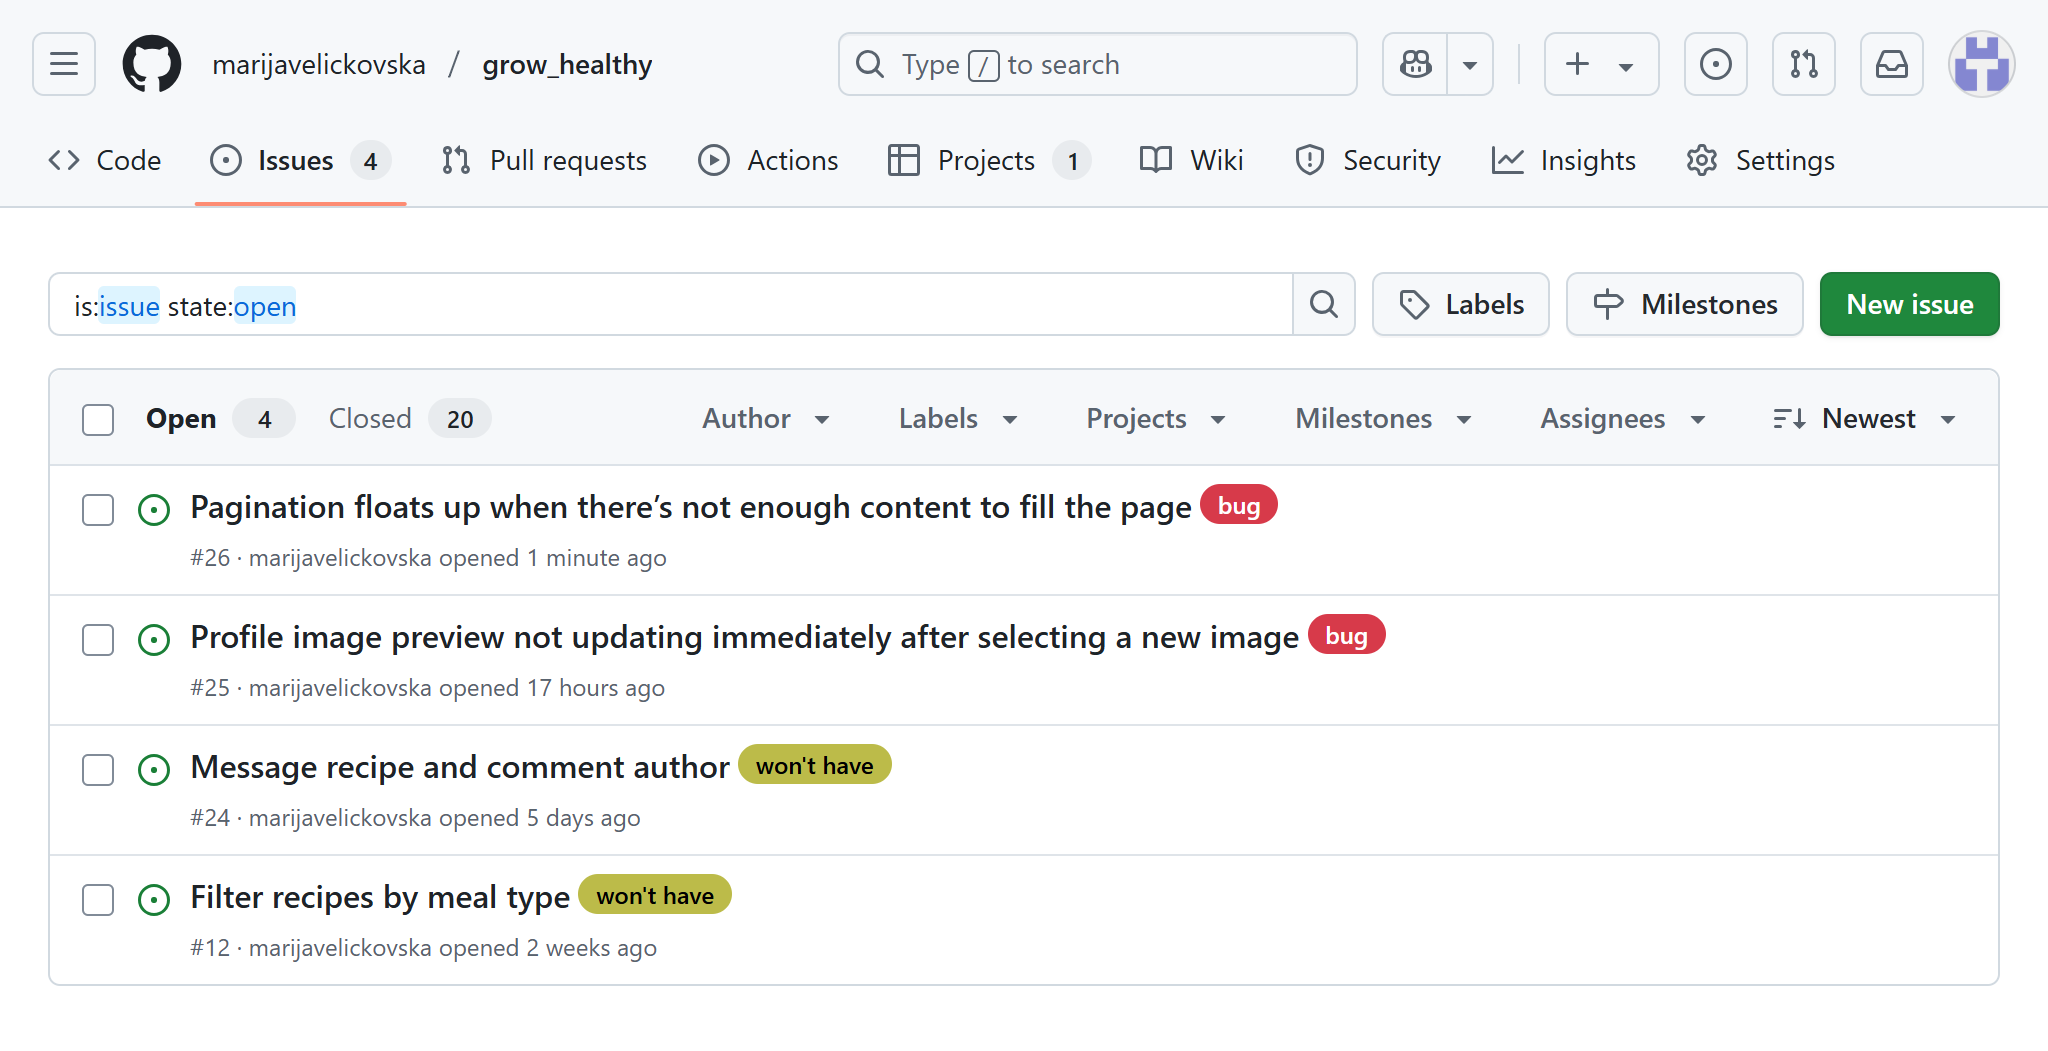 marijavelickovska / grow_healthy
Type / to search
Code
Issues 4
Pull requests
Actions
Projects 1
Wiki
Security
Insights
Settings
is:issue state:open
Labels
Milestones
New issue
Open 4 Closed 20 Author Labels Projects Milestones Assignees Newest
Pagination floats up when there’s not enough content to fill the page bug
#26 · marijavelickovska opened 1 minute ago
Profile image preview not updating immediately after selecting a new image bug
#25 · marijavelickovska opened 17 hours ago
Message recipe and comment author won't have
#24 · marijavelickovska opened 5 days ago
Filter recipes by meal type won't have
#12 · marijavelickovska opened 2 weeks ago